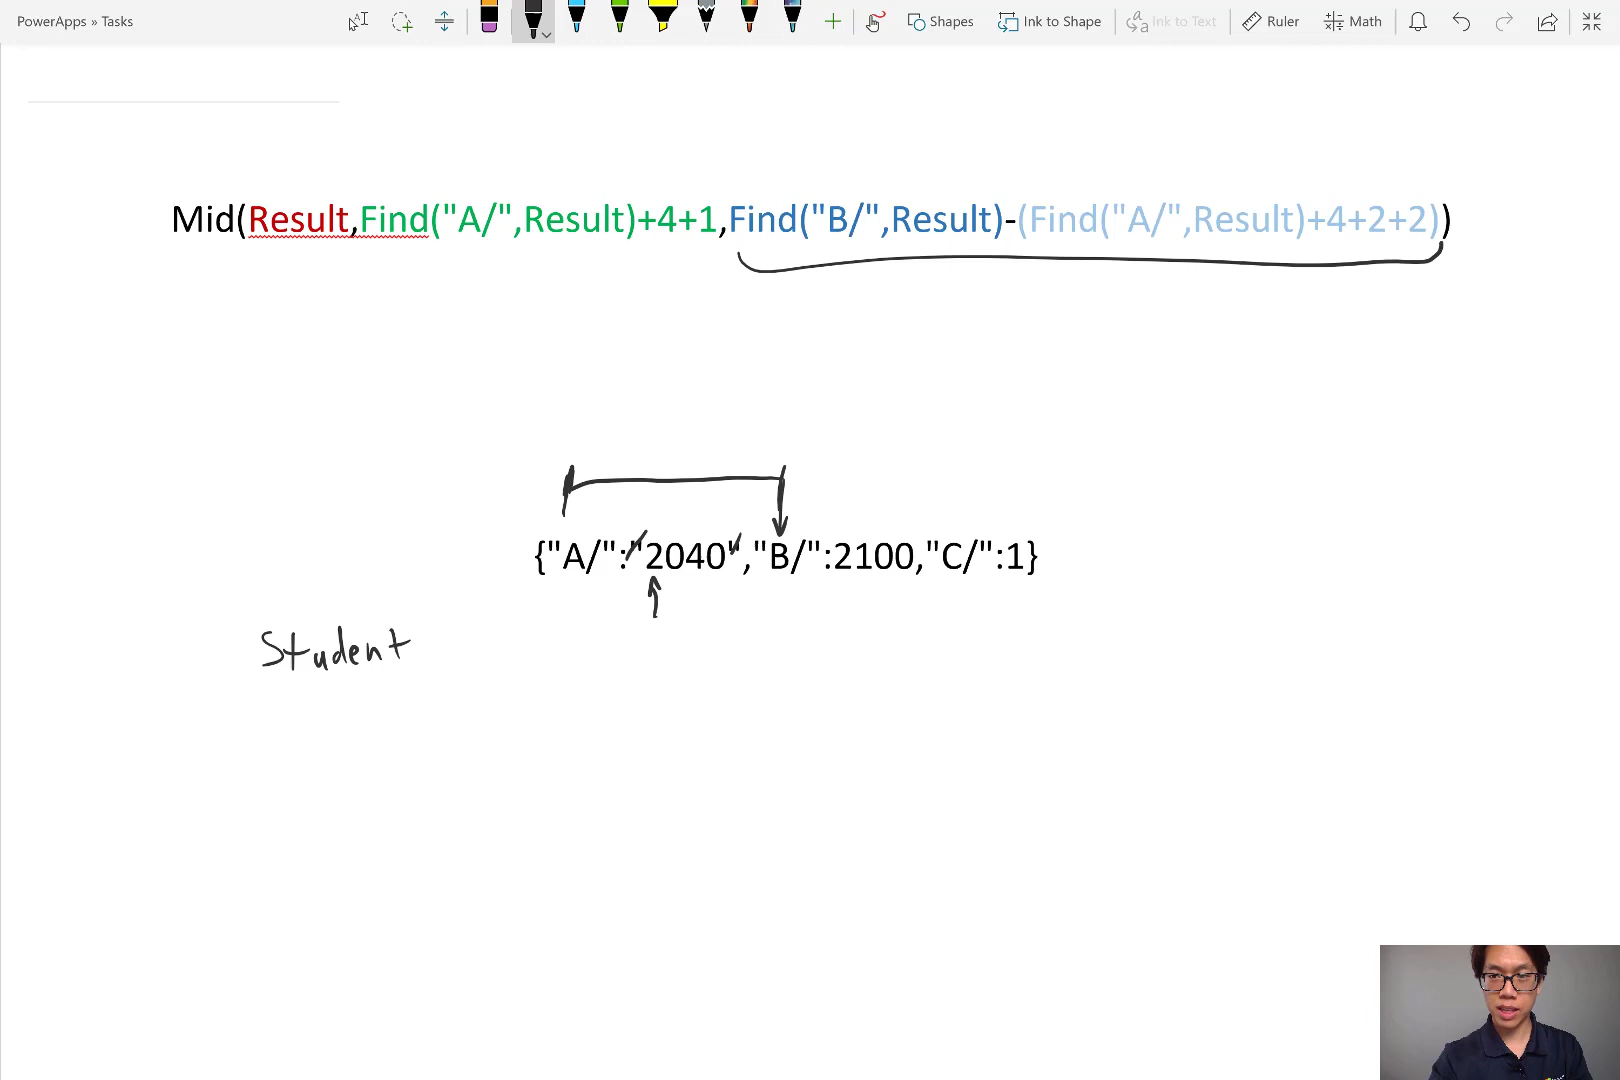 PowerApps » Tasks
Shapes
Ink to Shape
Ink to Text
Ruler
Math
Mid(Result,Find("A/",Result)+4+1,Find("B/",Result)-(Find("A/",Result)+4+2+2))
{"A/":"2040","B/":2100,"C/":1}
Student